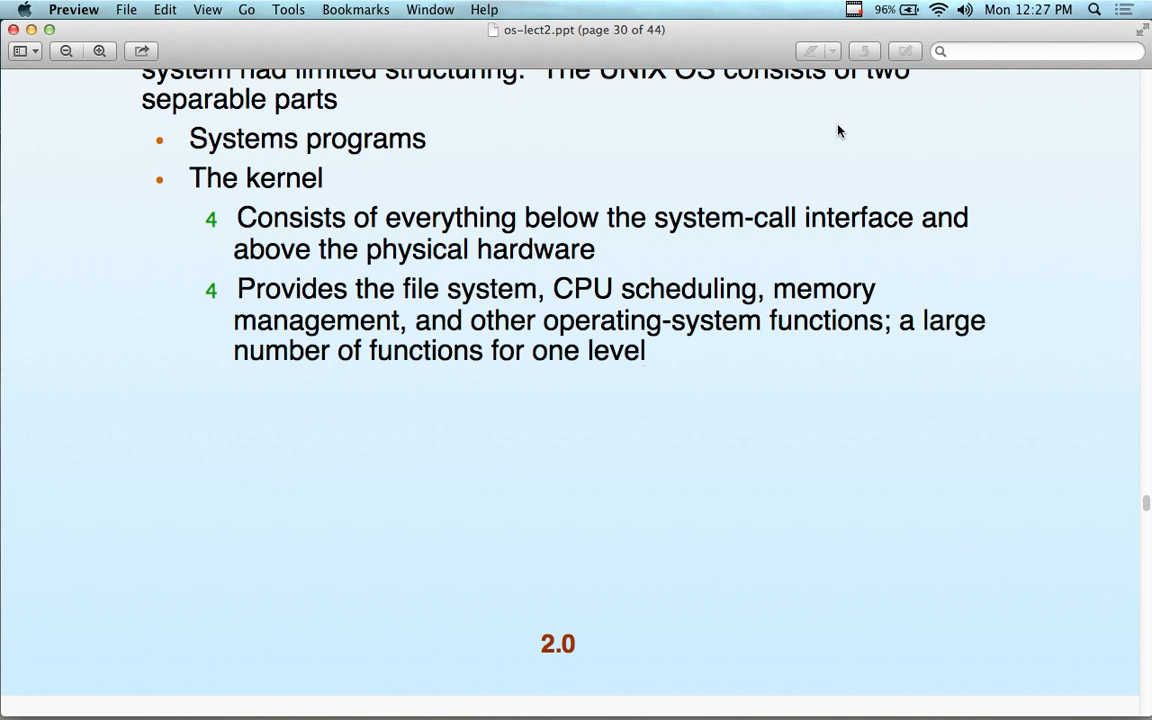 Preview File Edit View Go Tools Bookmarks Window Help 96% Mon 12:27 PM
os-lect2.ppt (page 30 of 44)
system had limited structuring. The UNIX OS consists of two
separable parts
• Systems programs
• The kernel
4 Consists of everything below the system-call interface and
above the physical hardware
4 Provides the file system, CPU scheduling, memory
management, and other operating-system functions; a large
number of functions for one level
2.0